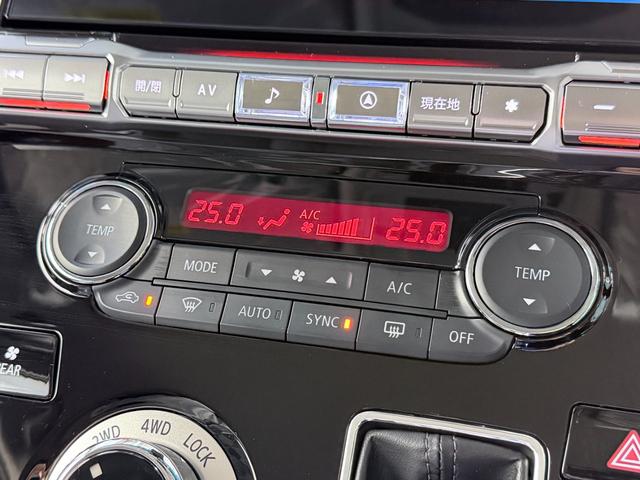 開/閉 AV 現在地
25.0 A/C 25.0
TEMP MODE A/C TEMP
AUTO SYNC OFF
REAR
2WD 4WD LOCK